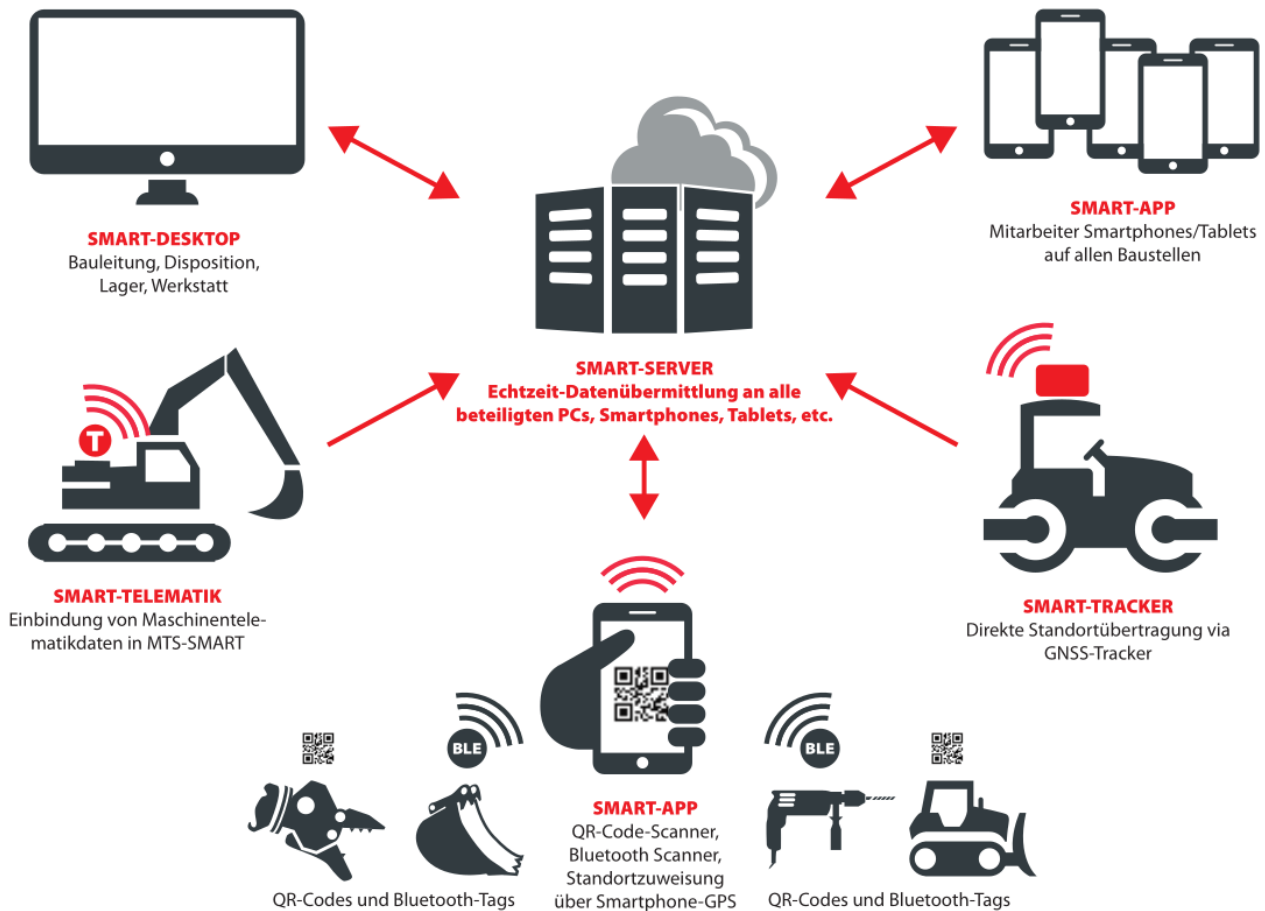 SMART-DESKTOP
Bauleitung, Disposition,
Lager, Werkstatt
SMART-APP
Mitarbeiter Smartphones/Tablets
auf allen Baustellen
SMART-SERVER
Echtzeit-Datenübermittlung an alle
beteiligten PCs, Smartphones, Tablets, etc.
T
SMART-TELEMATIK
Einbindung von Maschinentele-
matikdaten in MTS-SMART
SMART-TRACKER
Direkte Standortübertragung via
GNSS-Tracker
BLE
BLE
SMART-APP
QR-Code-Scanner,
Bluetooth Scanner,
Standortzuweisung
über Smartphone-GPS
QR-Codes und Bluetooth-Tags
QR-Codes und Bluetooth-Tags